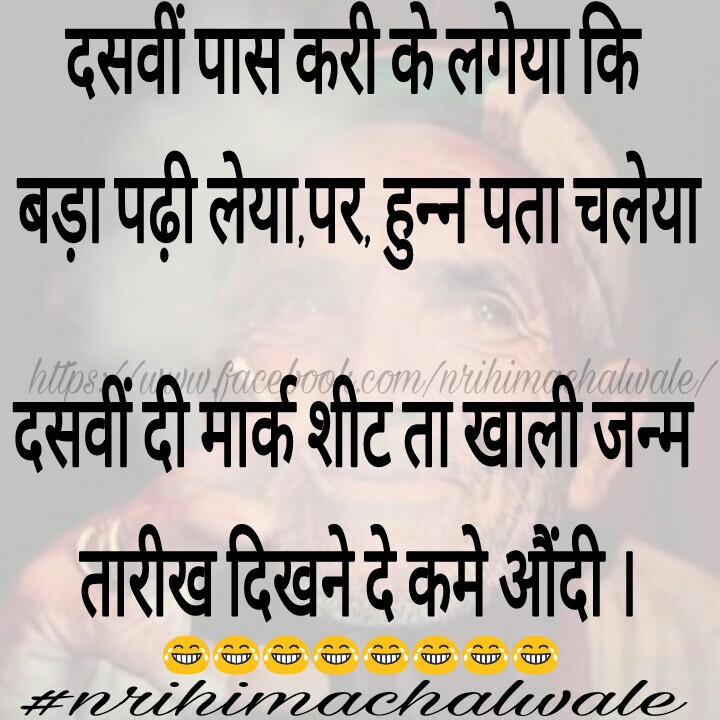 दसवीं पास करी के लगेया कि
बड़ा पढ़ी लेया,पर, हुन्न पता चलेया
https://www.facebook.com/nrihimachalwale/
दसवीं दी मार्क शीट ता खाली जन्म
तारीख दिखने दे कमे औंदी ।
😂😂😂😂😂😂😂😂
#nrihimachalwale